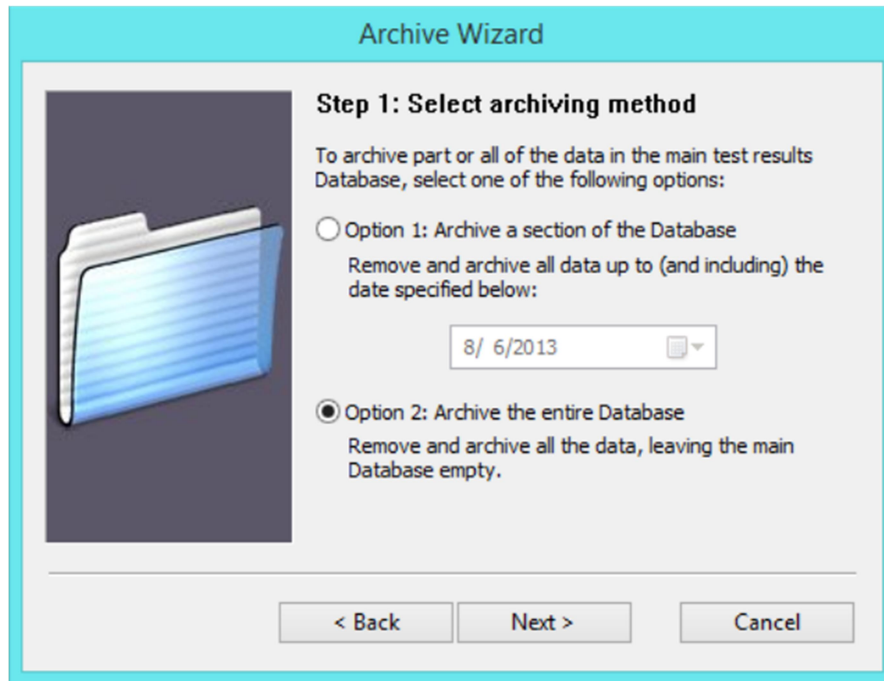 Archive Wizard
Step 1: Select archiving method
To archive part or all of the data in the main test results
Database, select one of the following options:
Option 1: Archive a section of the Database
Remove and archive all data up to (and including) the
date specified below:
8/ 6/2013
Option 2: Archive the entire Database
Remove and archive all the data, leaving the main
Database empty.
< Back Next > Cancel